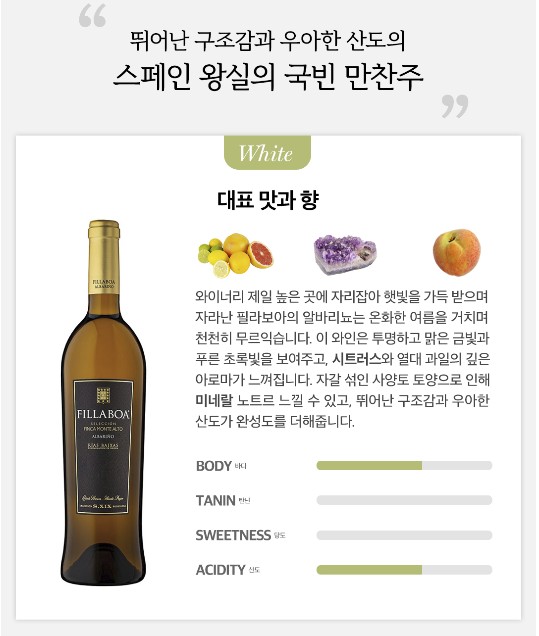 “
뛰어난 구조감과 우아한 산도의
스페인 왕실의 국빈 만찬주
”
White
대표 맛과 향
와이너리 제일 높은 곳에 자리잡아 햇빛을 가득 받으며
자라난 필라보아의 알바리뇨는 온화한 여름을 거치며
천천히 무르익습니다. 이 와인은 투명하고 맑은 금빛과
푸른 초록빛을 보여주고, 시트러스와 열대 과일의 깊은
아로마가 느껴집니다. 자갈 섞인 사양토 토양으로 인해
미네랄 노트르 느낄 수 있고, 뛰어난 구조감과 우아한
산도가 완성도를 더해줍니다.
BODY 바디
TANIN 탄닌
SWEETNESS 당도
ACIDITY 산도
FILLABOA
ALBARIÑO
FILLABOA
SELECCIÓN
FINCA MONTE ALTO
ALBARIÑO
RÍAS BAIXAS